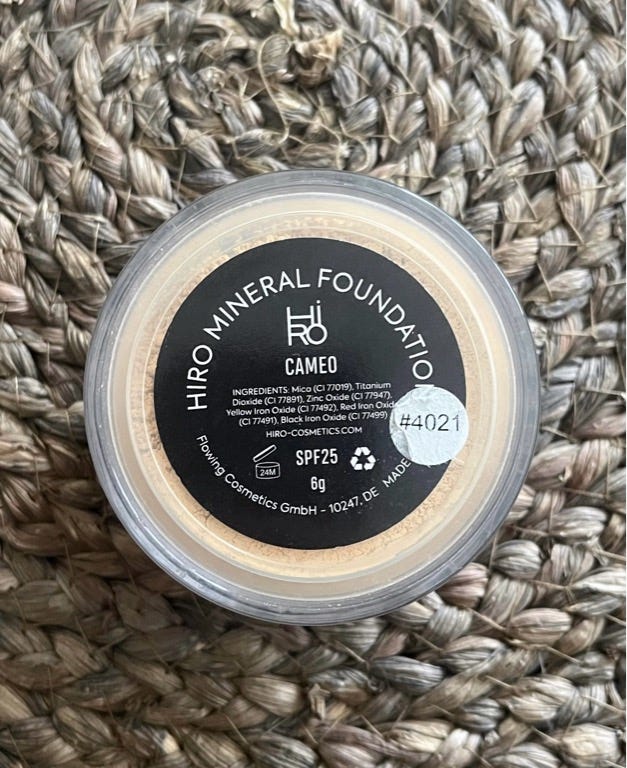 HIRO MINERAL FOUNDATION
HiRO
CAMEO
INGREDIENTS: Mica (CI 77019), Titanium
Dioxide (CI 77891), Zinc Oxide (CI 77947),
Yellow Iron Oxide (CI 77492), Red Iron Oxide
(CI 77491), Black Iron Oxide (CI 77499)
HIRO-COSMETICS.COM
#4021
24M
SPF25
6g
Flowing Cosmetics GmbH - 10247, DE MADE